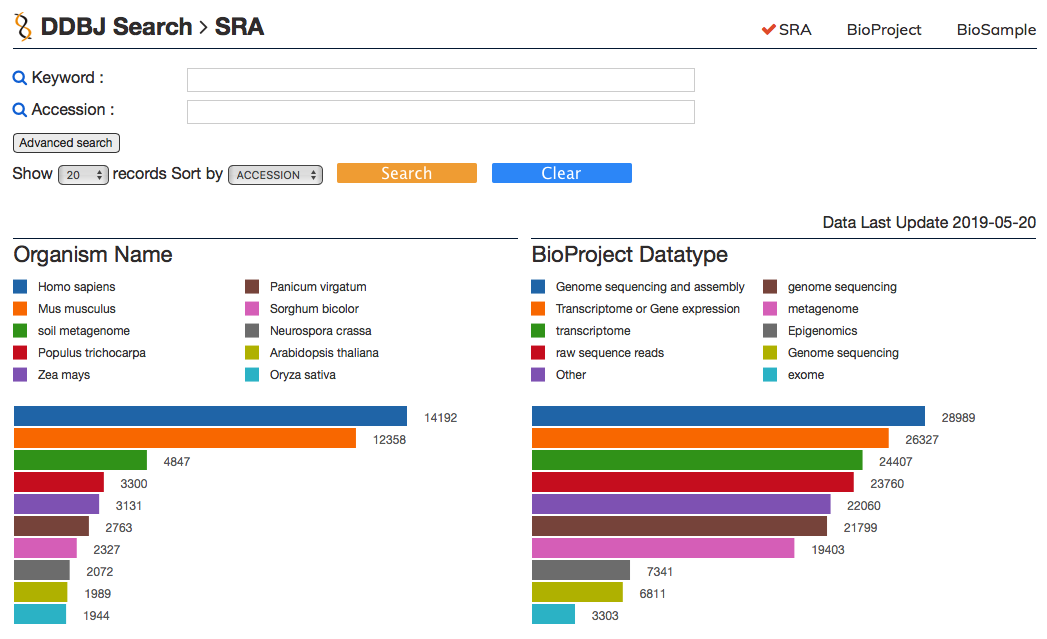 DDBJ Search > SRA
SRA BioProject BioSample
Keyword :
Accession :
Advanced search
Show 20 records Sort by ACCESSION Search Clear
Data Last Update 2019-05-20
Organism Name
Homo sapiens Panicum virgatum
Mus musculus Sorghum bicolor
soil metagenome Neurospora crassa
Populus trichocarpa Arabidopsis thaliana
Zea mays Oryza sativa
14192
12358
4847
3300
3131
2763
2327
2072
1989
1944
BioProject Datatype
Genome sequencing and assembly genome sequencing
Transcriptome or Gene expression metagenome
transcriptome Epigenomics
raw sequence reads Genome sequencing
Other exome
28989
26327
24407
23760
22060
21799
19403
7341
6811
3303